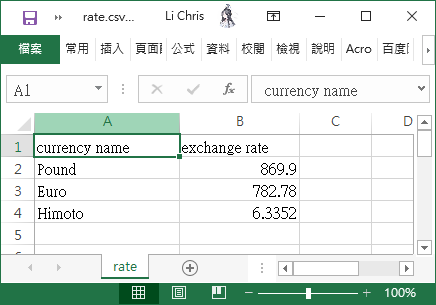 rate.csv... Li Chris
檔案 常用 插入 頁面 公式 資料 校閱 檢視 說明 Acro 百度
A1 fx currency name
A B C D
1 currency name exchange rate
2 Pound 869.9
3 Euro 782.78
4 Himoto 6.3352
5
rate
100%